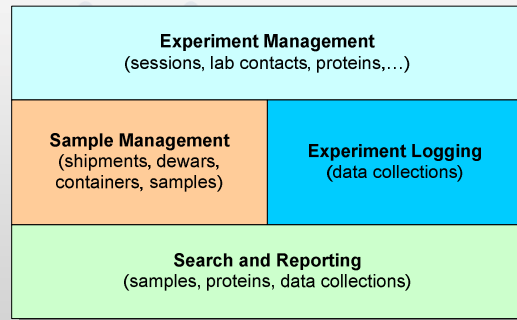 Experiment Management
(sessions, lab contacts, proteins,...)
Sample Management
(shipments, dewars,
containers, samples)
Experiment Logging
(data collections)
Search and Reporting
(samples, proteins, data collections)